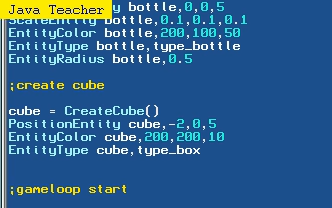 Java Teacher
y bottle,0,0,5
ScaleEntity bottle,0.1,0.1,0.1
EntityColor bottle,200,100,50
EntityType bottle,type_bottle
EntityRadius bottle,0.5
;create cube
cube = CreateCube()
PositionEntity cube,-2,0,5
EntityColor cube,200,200,10
EntityType cube,type_box
;gameloop start